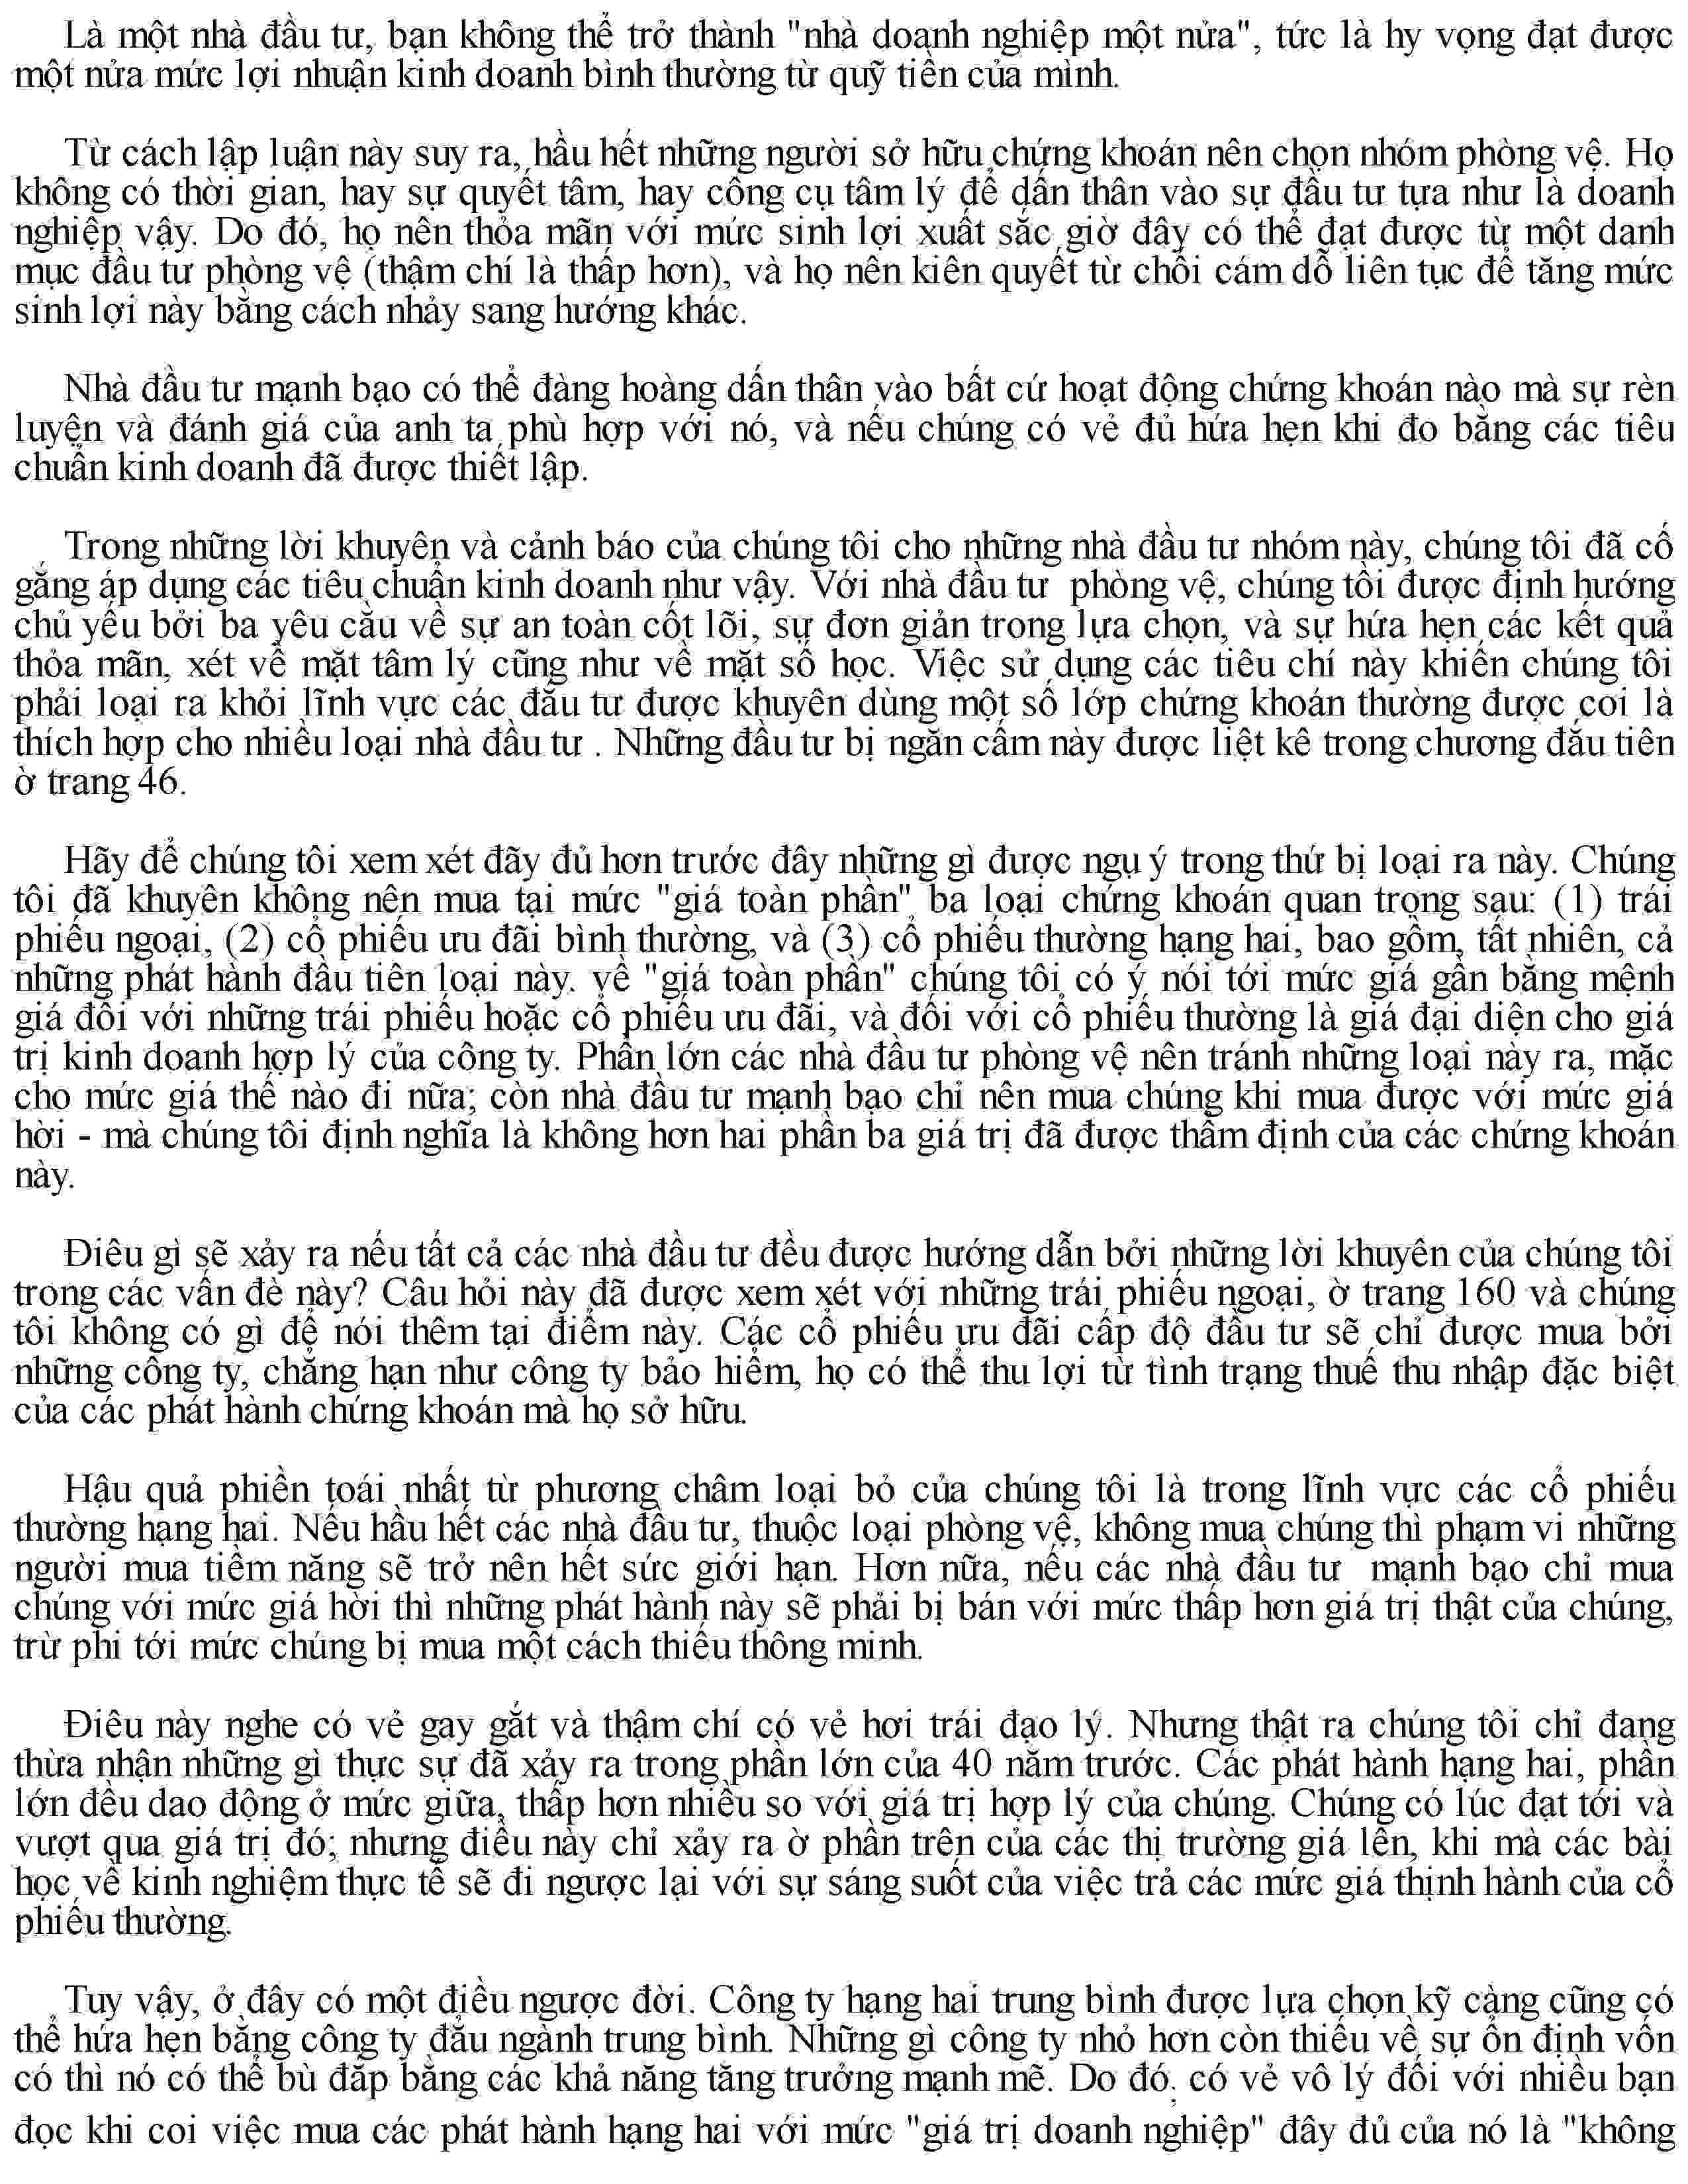 Là một nhà đầu tư, bạn không thể trở thành "nhà doanh nghiệp một nửa", tức là hy vọng đạt được
một nửa mức lợi nhuận kinh doanh bình thường từ quỹ tiền của mình.
Từ cách lập luận này suy ra, hầu hết những người sở hữu chứng khoán nên chọn nhóm phòng vệ. Họ
không có thời gian, hay sự quyết tâm, hay công cụ tâm lý để dấn thân vào sự đầu tư tựa như là doanh
nghiệp vậy. Do đó, họ nên thỏa mãn với mức sinh lợi xuất sắc giờ đây có thể đạt được từ một danh
mục đầu tư phòng vệ (thậm chí là thấp hơn), và họ nên kiên quyết từ chối cám dỗ liên tục để tăng mức
sinh lợi này bằng cách nhảy sang hướng khác.
Nhà đầu tư mạnh bạo có thể đàng hoàng dấn thân vào bất cứ hoạt động chứng khoán nào mà sự rèn
luyện và đánh giá của anh ta phù hợp với nó, và nếu chúng có vẻ đủ hứa hẹn khi đo bằng các tiêu
chuẩn kinh doanh đã được thiết lập.
Trong những lời khuyên và cảnh báo của chúng tôi cho những nhà đầu tư nhóm này, chúng tôi đã cố
gắng áp dụng các tiêu chuẩn kinh doanh như vậy. Với nhà đầu tư phòng vệ, chúng tôi được định hướng
chủ yếu bởi ba yêu cầu về sự an toàn cốt lõi, sự đơn giản trong lựa chọn, và sự hứa hẹn các kết quả
thỏa mãn, xét về mặt tâm lý cũng như về mặt số học. Việc sử dụng các tiêu chí này khiến chúng tôi
phải loại ra khỏi lĩnh vực các đầu tư được khuyên dùng một số lớp chứng khoán thường được coi là
thích hợp cho nhiều loại nhà đầu tư . Những đầu tư bị ngăn cấm này được liệt kê trong chương đầu tiên
ờ trang 46.
Hãy để chúng tôi xem xét đãy đủ hơn trước đây những gì được ngụ ý trong thứ bị loại ra này. Chúng
tôi đã khuyên không nên mua tại mức "giá toàn phần" ba loại chứng khoán quan trọng sau: (1) trái
phiếu ngoại, (2) cổ phiếu ưu đãi bình thường, và (3) cổ phiếu thường hạng hai, bao gồm, tất nhiên, cả
những phát hành đầu tiên loại này. về "giá toàn phần" chúng tôi có ý nói tới mức giá gần bằng mệnh
giá đối với những trái phiếu hoặc cổ phiếu ưu đãi, và đối với cổ phiếu thường là giá đại diện cho giá
trị kinh doanh hợp lý của công ty. Phần lớn các nhà đầu tư phòng vệ nên tránh những loại này ra, mặc
cho mức giá thế nào đi nữa; còn nhà đầu tư mạnh bạo chỉ nên mua chúng khi mua được với mức giá
hời - mà chúng tôi định nghĩa là không hơn hai phần ba giá trị đã được thẩm định của các chứng khoán
này.
Điêu gì sẽ xảy ra nếu tất cả các nhà đầu tư đều được hướng dẫn bởi những lời khuyên của chúng tôi
trong các vấn đè này? Câu hỏi này đã được xem xét với những trái phiếu ngoại, ờ trang 160 và chúng
tôi không có gì để nói thêm tại điểm này. Các cổ phiếu ưu đãi cấp độ đầu tư sẽ chỉ được mua bởi
những công ty, chẳng hạn như công ty bảo hiểm, họ có thể thu lợi từ tình trạng thuế thu nhập đặc biệt
của các phát hành chứng khoán mà họ sở hữu.
Hậu quả phiền toái nhất từ phương châm loại bỏ của chúng tôi là trong lĩnh vực các cổ phiếu
thường hạng hai. Nếu hầu hết các nhà đầu tư, thuộc loại phòng vệ, không mua chúng thì phạm vi những
người mua tiềm năng sẽ trở nên hết sức giới hạn. Hơn nữa, nếu các nhà đầu tư mạnh bạo chỉ mua
chúng với mức giá hời thì những phát hành này sẽ phải bị bán với mức thấp hơn giá trị thật của chúng,
trừ phi tới mức chúng bị mua một cách thiếu thông minh.
Điêu này nghe có vẻ gay gắt và thậm chí có vẻ hơi trái đạo lý. Nhưng thật ra chúng tôi chỉ đang
thừa nhận những gì thực sự đã xảy ra trong phần lớn của 40 năm trước. Các phát hành hạng hai, phần
lớn đều dao động ở mức giữa, thấp hơn nhiều so với giá trị hợp lý của chúng. Chúng có lúc đạt tới và
vượt qua giá trị đó; nhưng điều này chỉ xảy ra ờ phần trên của các thị trường giá lên, khi mà các bài
học về kinh nghiệm thực tế sẽ đi ngược lại với sự sáng suốt của việc trả các mức giá thịnh hành của cổ
phiếu thường.
Tuy vậy, ở đây có một điều ngược đời. Công ty hạng hai trung bình được lựa chọn kỹ càng cũng có
thể hứa hẹn bằng công ty đầu ngành trung bình. Những gì công ty nhỏ hơn còn thiếu về sự ổn định vốn
có thì nó có thể bù đắp bằng các khả năng tăng trưởng mạnh mẽ. Do đó, có vẻ vô lý đối với nhiều bạn
đọc khi coi việc mua các phát hành hạng hai với mức "giá trị doanh nghiệp" đây đủ của nó là "không